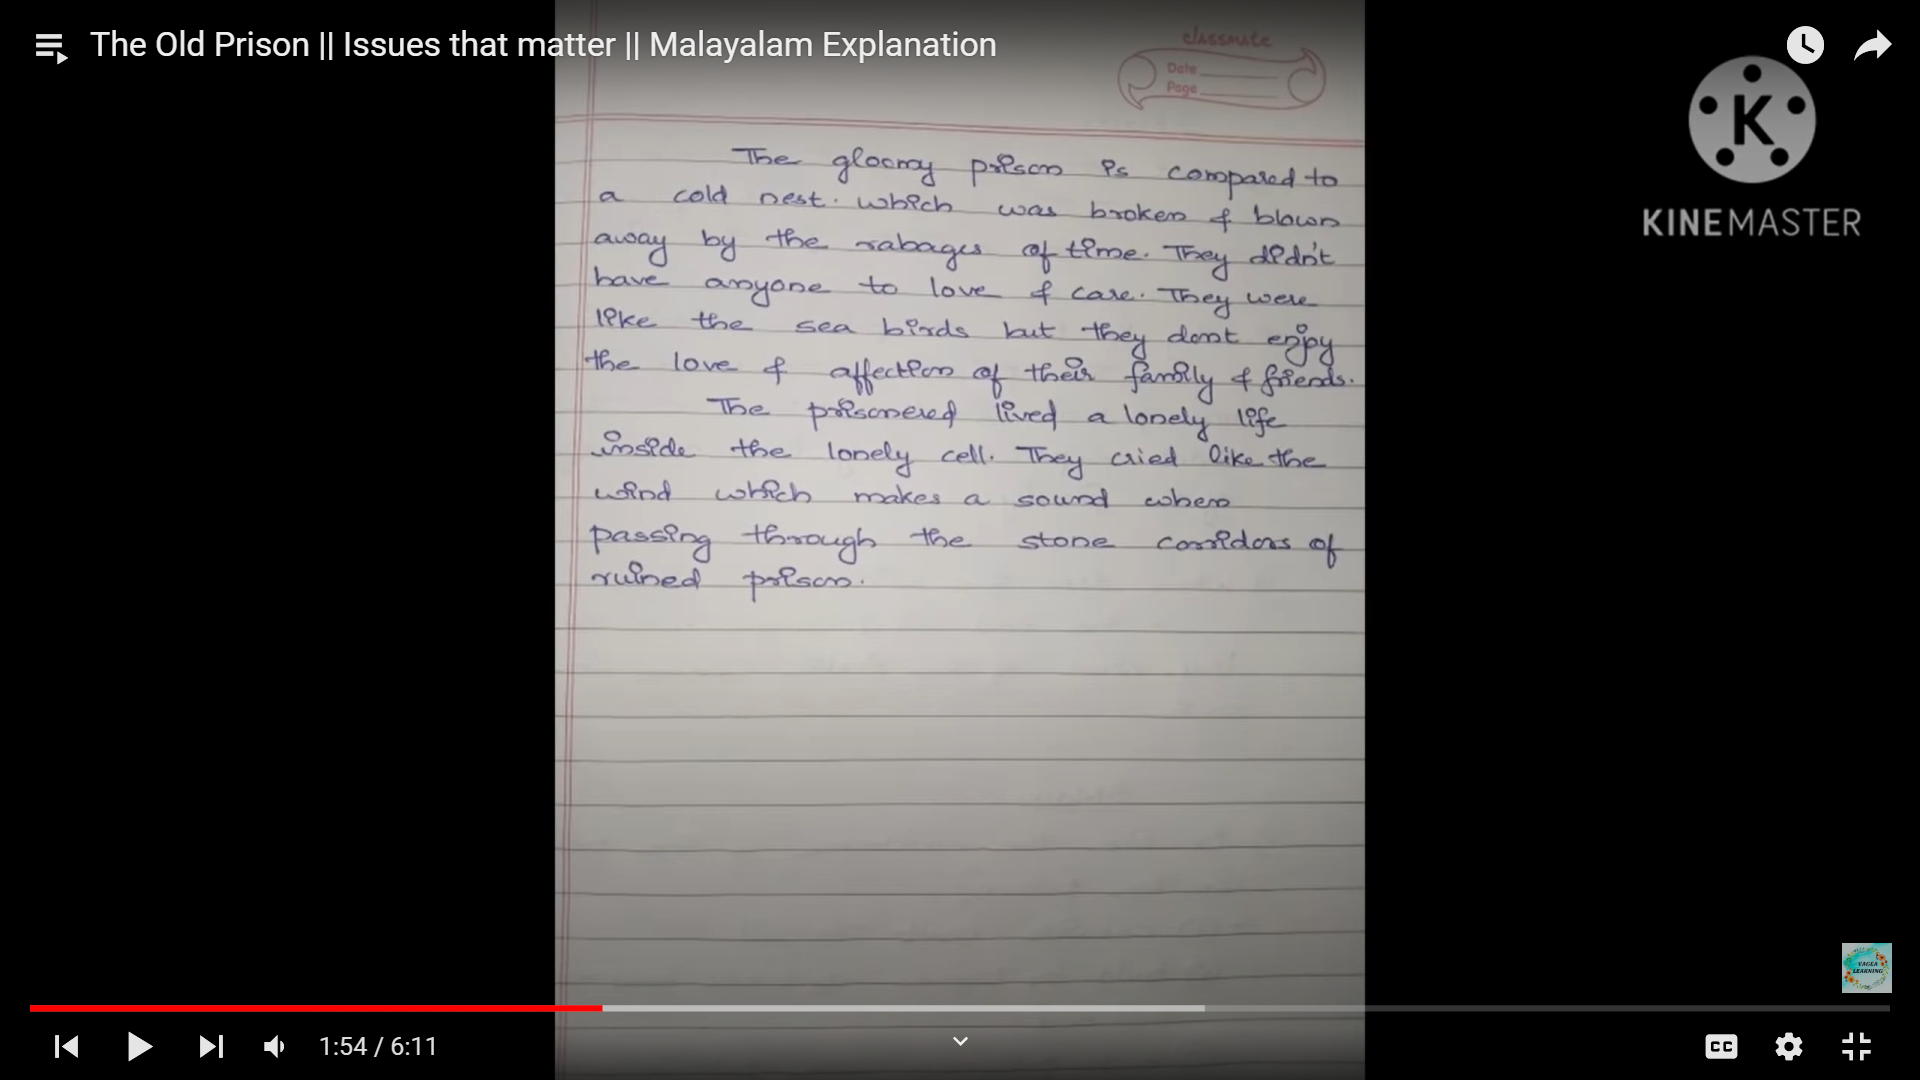 The Old Prison || Issues that matter || Malayalam Explanation
classmate
Date
Page
K
KINEMASTER
The gloomy prison is compared to
a cold nest. which was broken & blown
away by the rabages of time. They didn't
have anyone to love & care. They were
like the sea birds but they dont enjoy
the love & affection of their family & friends.
The prisonered lived a lonely life
inside the lonely cell. They cried like the
wind which makes a sound when
passing through the stone corridors of
ruined prison.
VAGEA
LEARNING
1:54 / 6:11
CC